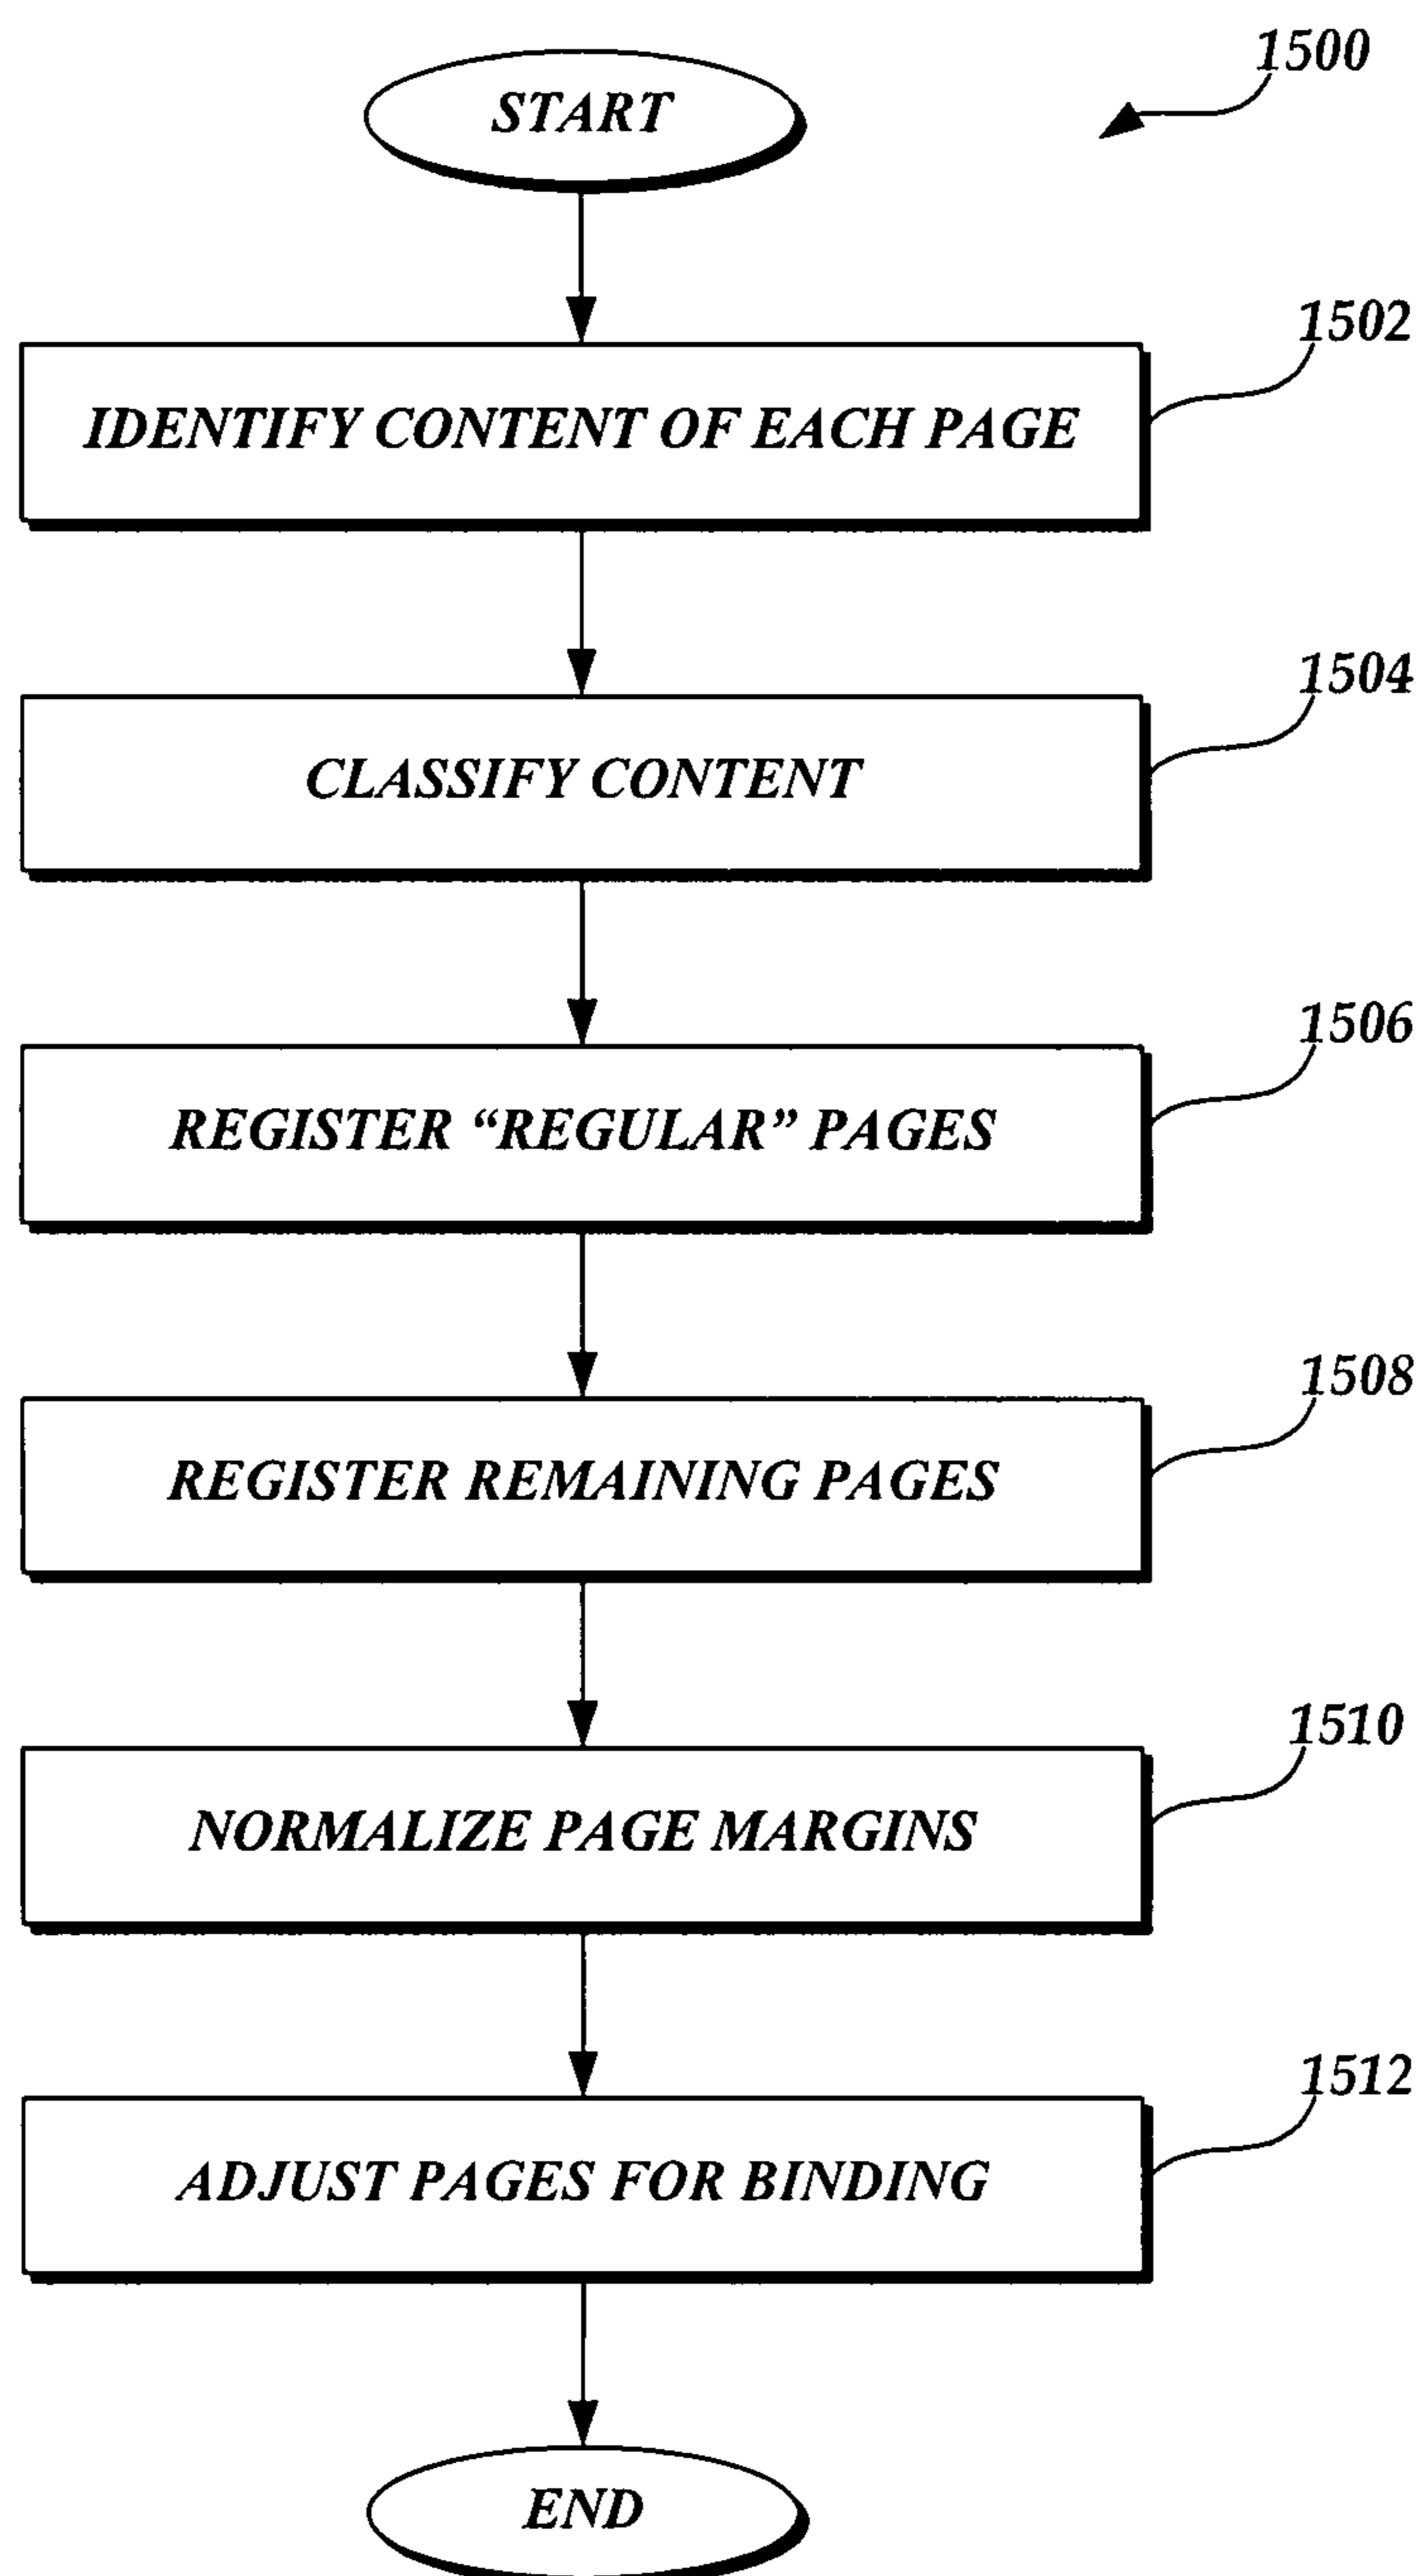 1500
START
1502
IDENTIFY CONTENT OF EACH PAGE
1504
CLASSIFY CONTENT
1506
REGISTER “REGULAR” PAGES
1508
REGISTER REMAINING PAGES
1510
NORMALIZE PAGE MARGINS
1512
ADJUST PAGES FOR BINDING
END